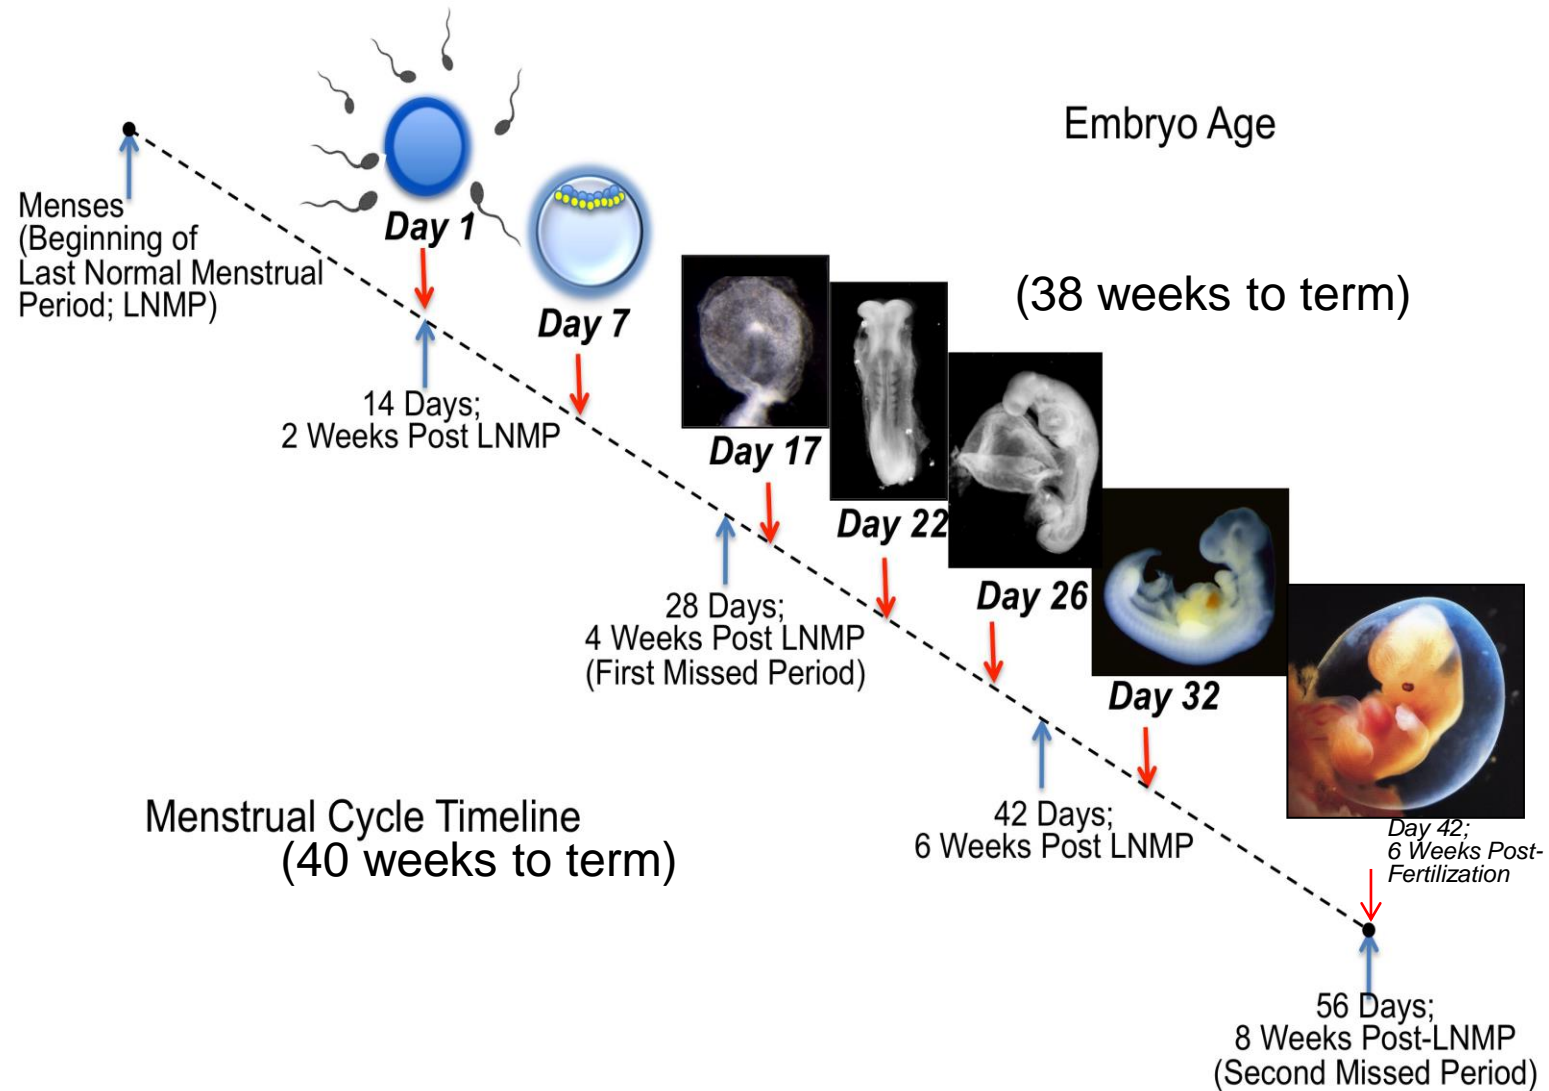 Embryo Age
(38 weeks to term)
Menses
(Beginning of
Last Normal Menstrual
Period; LNMP)
Day 1
Day 7
14 Days;
2 Weeks Post LNMP
Day 17
Day 22
28 Days;
4 Weeks Post LNMP
(First Missed Period)
Day 26
Day 32
Menstrual Cycle Timeline
(40 weeks to term)
42 Days;
6 Weeks Post LNMP
Day 42;
6 Weeks Post-
Fertilization
56 Days;
8 Weeks Post-LNMP
(Second Missed Period)